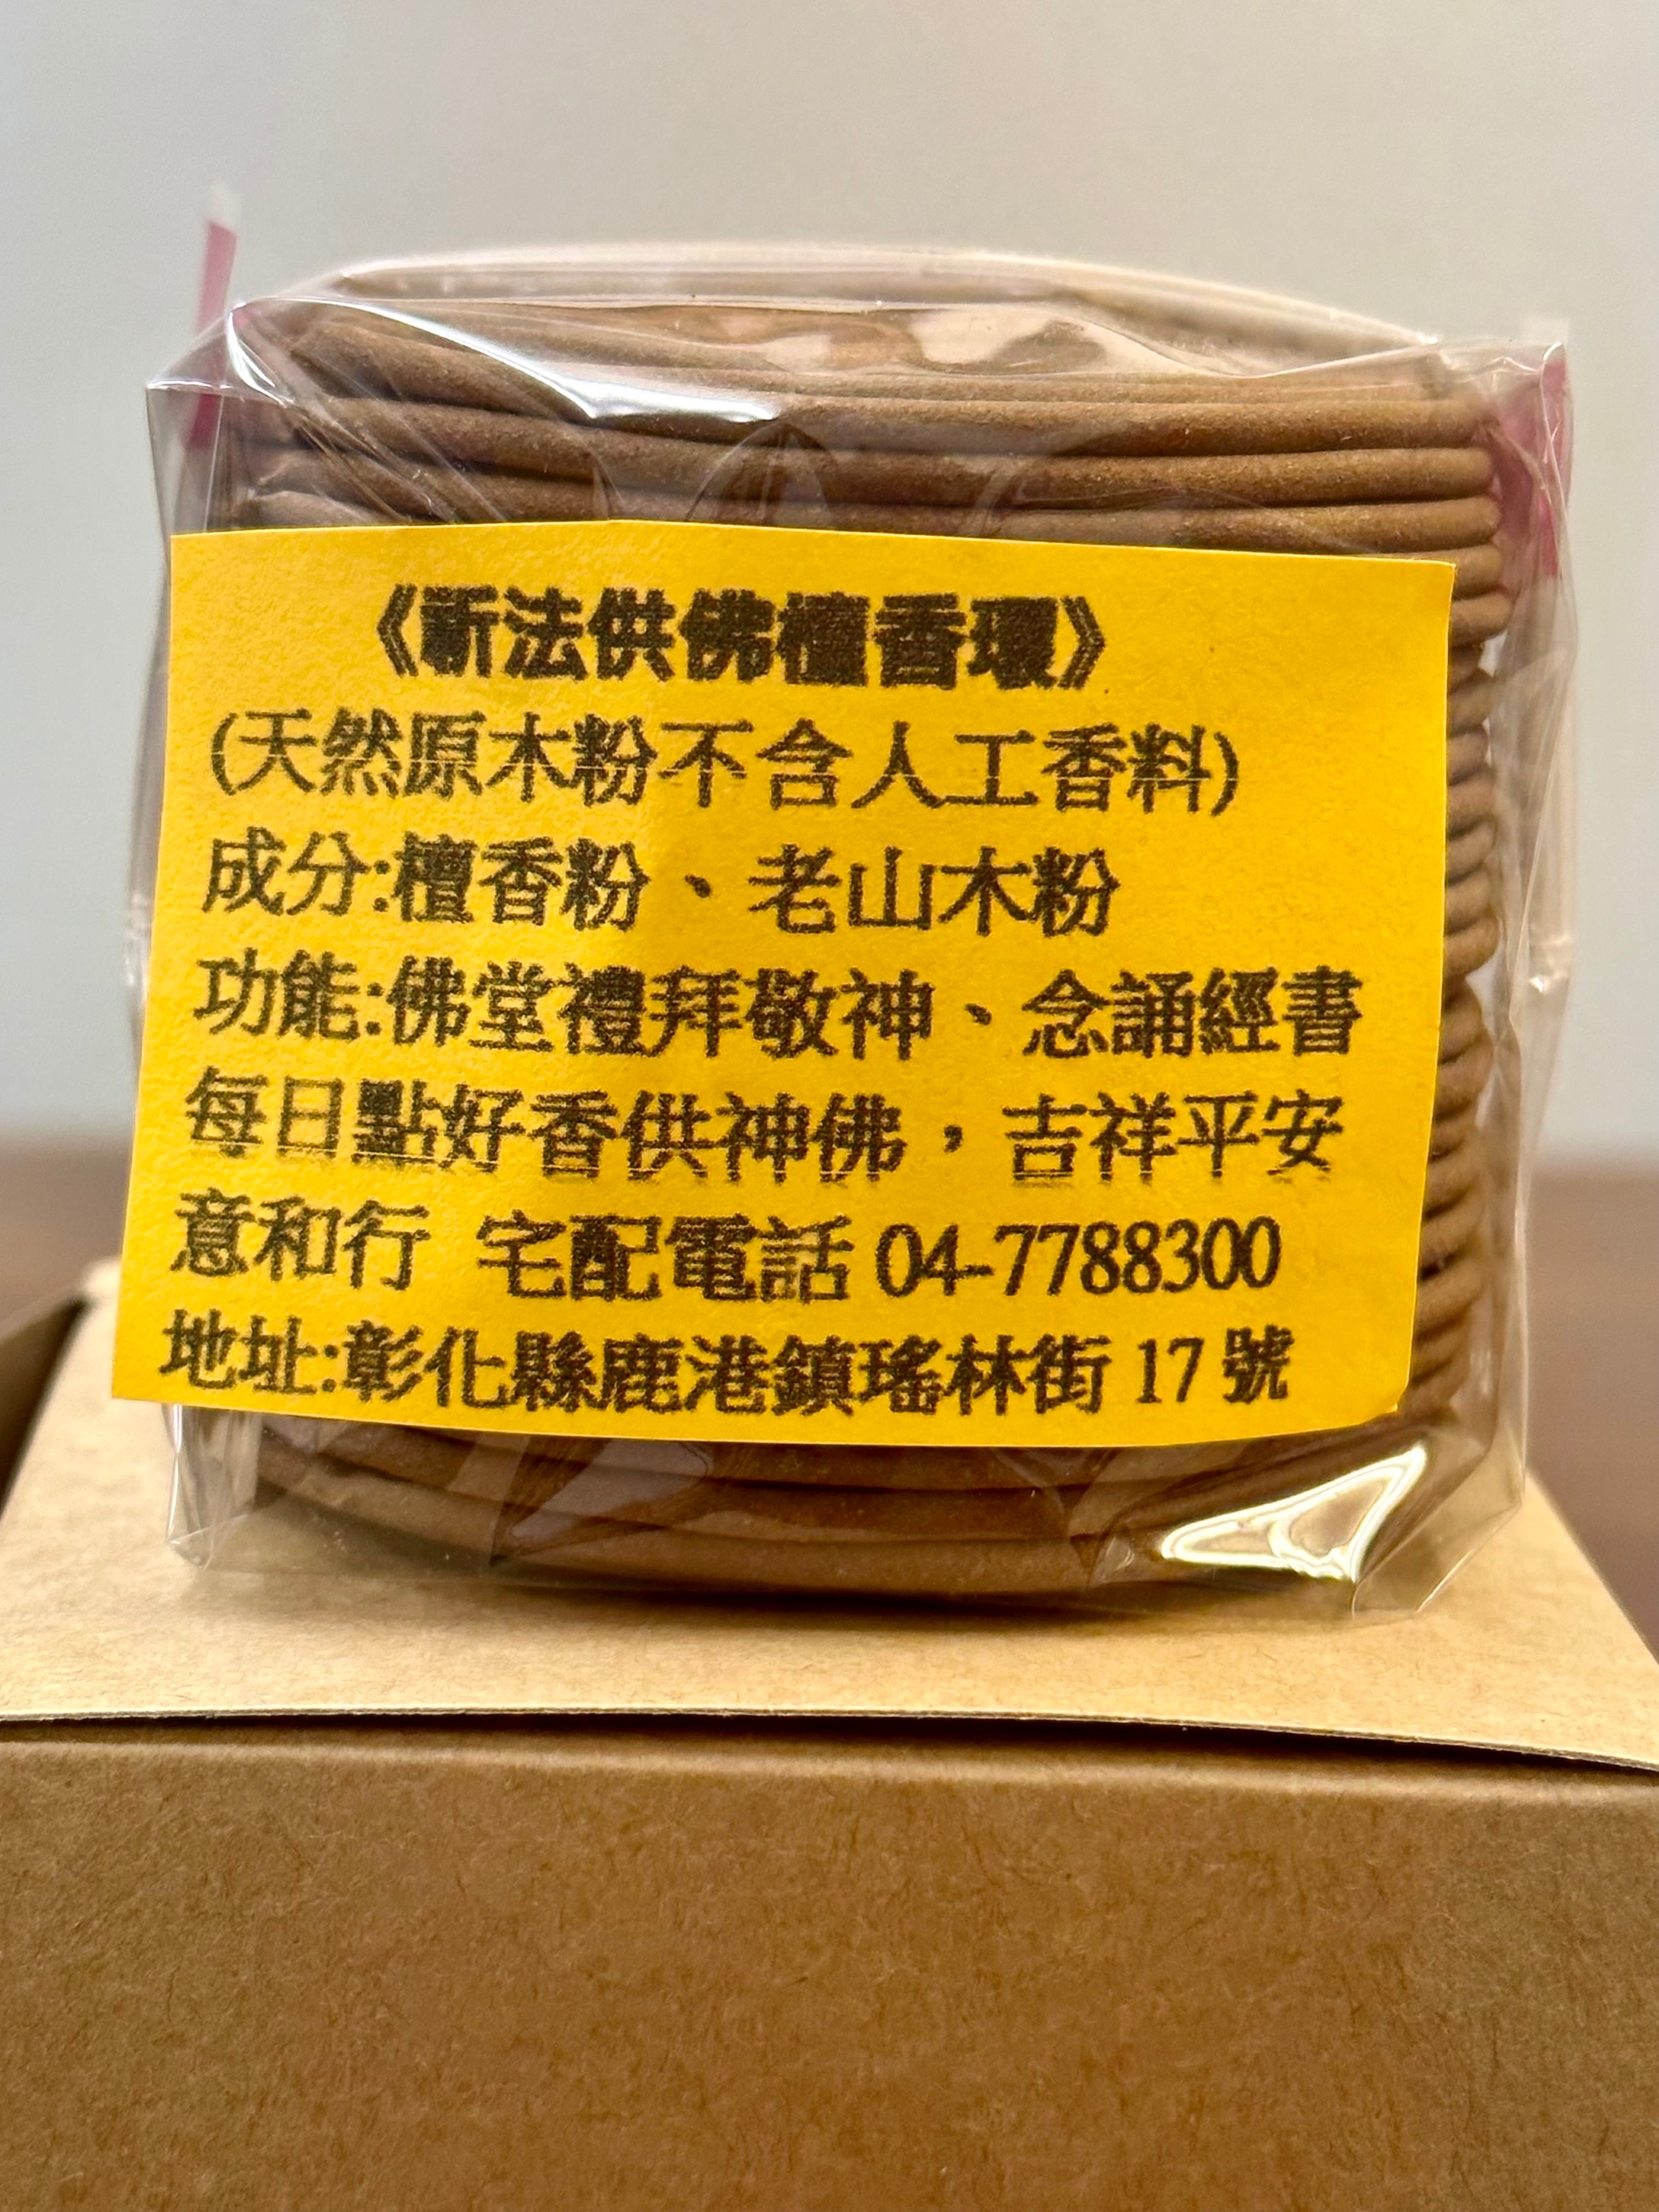 《新法供佛檀香環》
(天然原木粉不含人工香料)
成分:檀香粉、老山木粉
功能:佛堂禮拜敬神、念誦經書
每日點好香供神佛，吉祥平安
意和行 宅配電話 04-7788300
地址:彰化縣鹿港鎮瑤林街 17 號